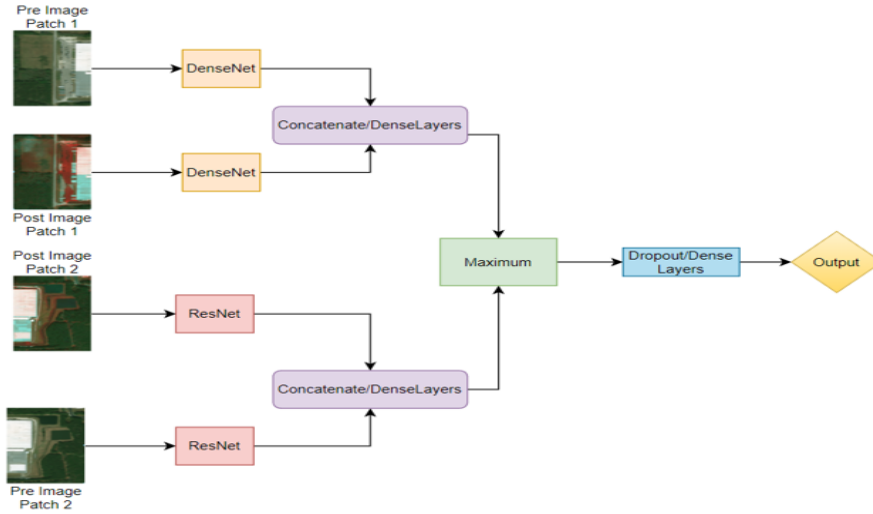 Pre Image
Patch 1
DenseNet
Concatenate/DenseLayers
DenseNet
Post Image
Patch 1
Post Image
Patch 2
Maximum
Dropout/Dense
Layers
Output
ResNet
Concatenate/DenseLayers
ResNet
Pre Image
Patch 2